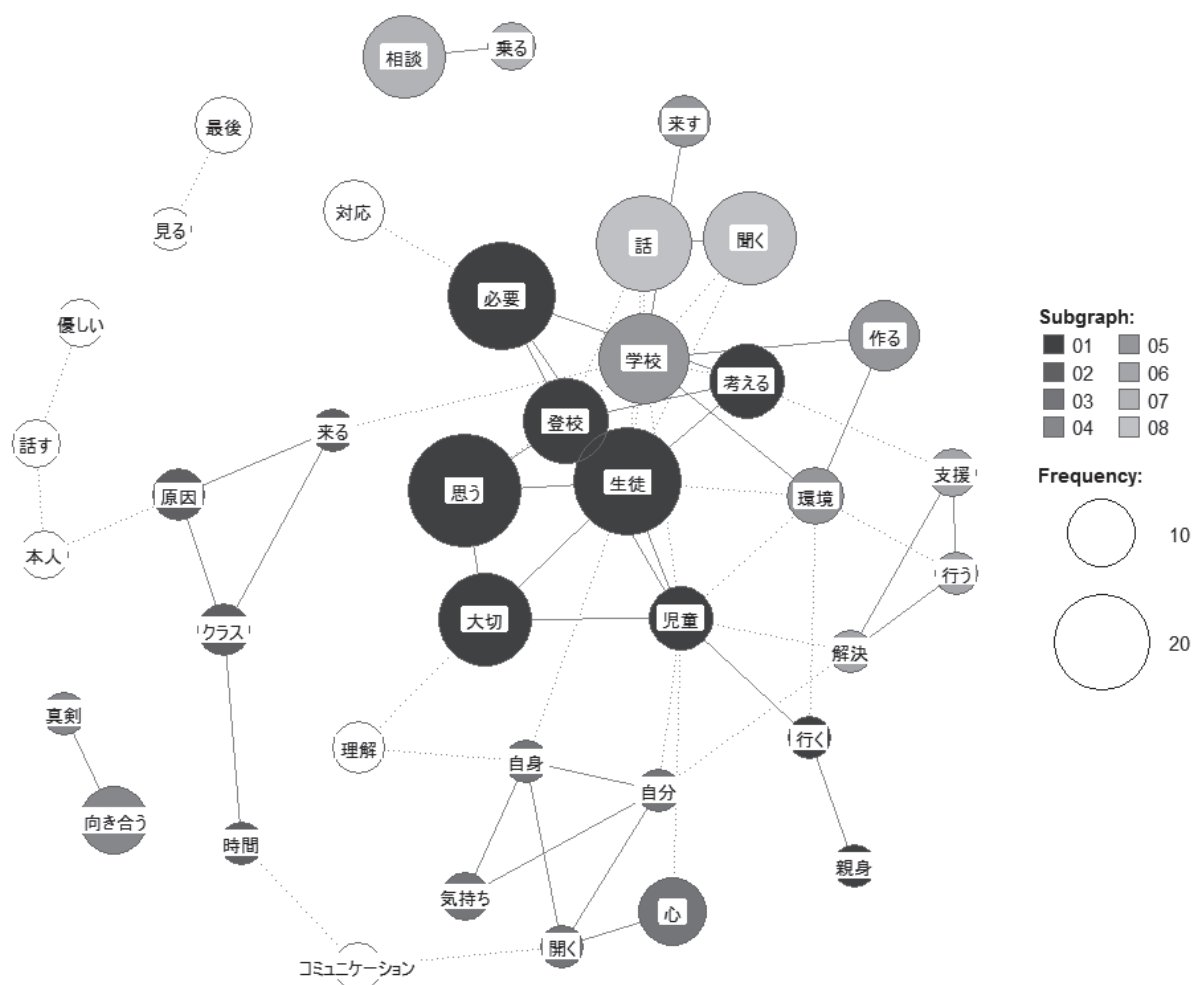 相談
乗る
最後
見る
来す
対応
話
聞く
必要
優しい
作る
学校
考える
登校
来る
話す
原因
思う
生徒
環境
支援
本人
行う
クラス
大切
児童
解決
真剣
理解
自身
行く
自分
向き合う
時間
親身
気持ち
心
開く
コミュニケーション
Subgraph:
01 05
02 06
03 07
04 08
Frequency:
10
20